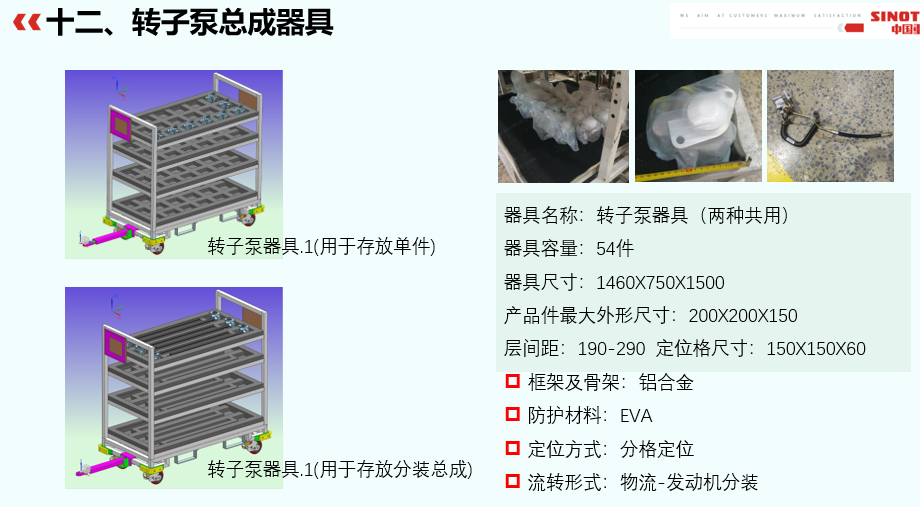 十二、转子泵总成器具
WE AIM AT CUSTOMERS' MAXIMUM SATISFACTION
SINOT
中国重
转子泵器具.1(用于存放单件)
转子泵器具.1(用于存放分装总成)
器具名称：转子泵器具（两种共用）
器具容量：54件
器具尺寸：1460X750X1500
产品件最大外形尺寸：200X200X150
层间距：190-290 定位格尺寸：150X150X60
框架及骨架：铝合金
防护材料：EVA
定位方式：分格定位
流转形式：物流-发动机分装